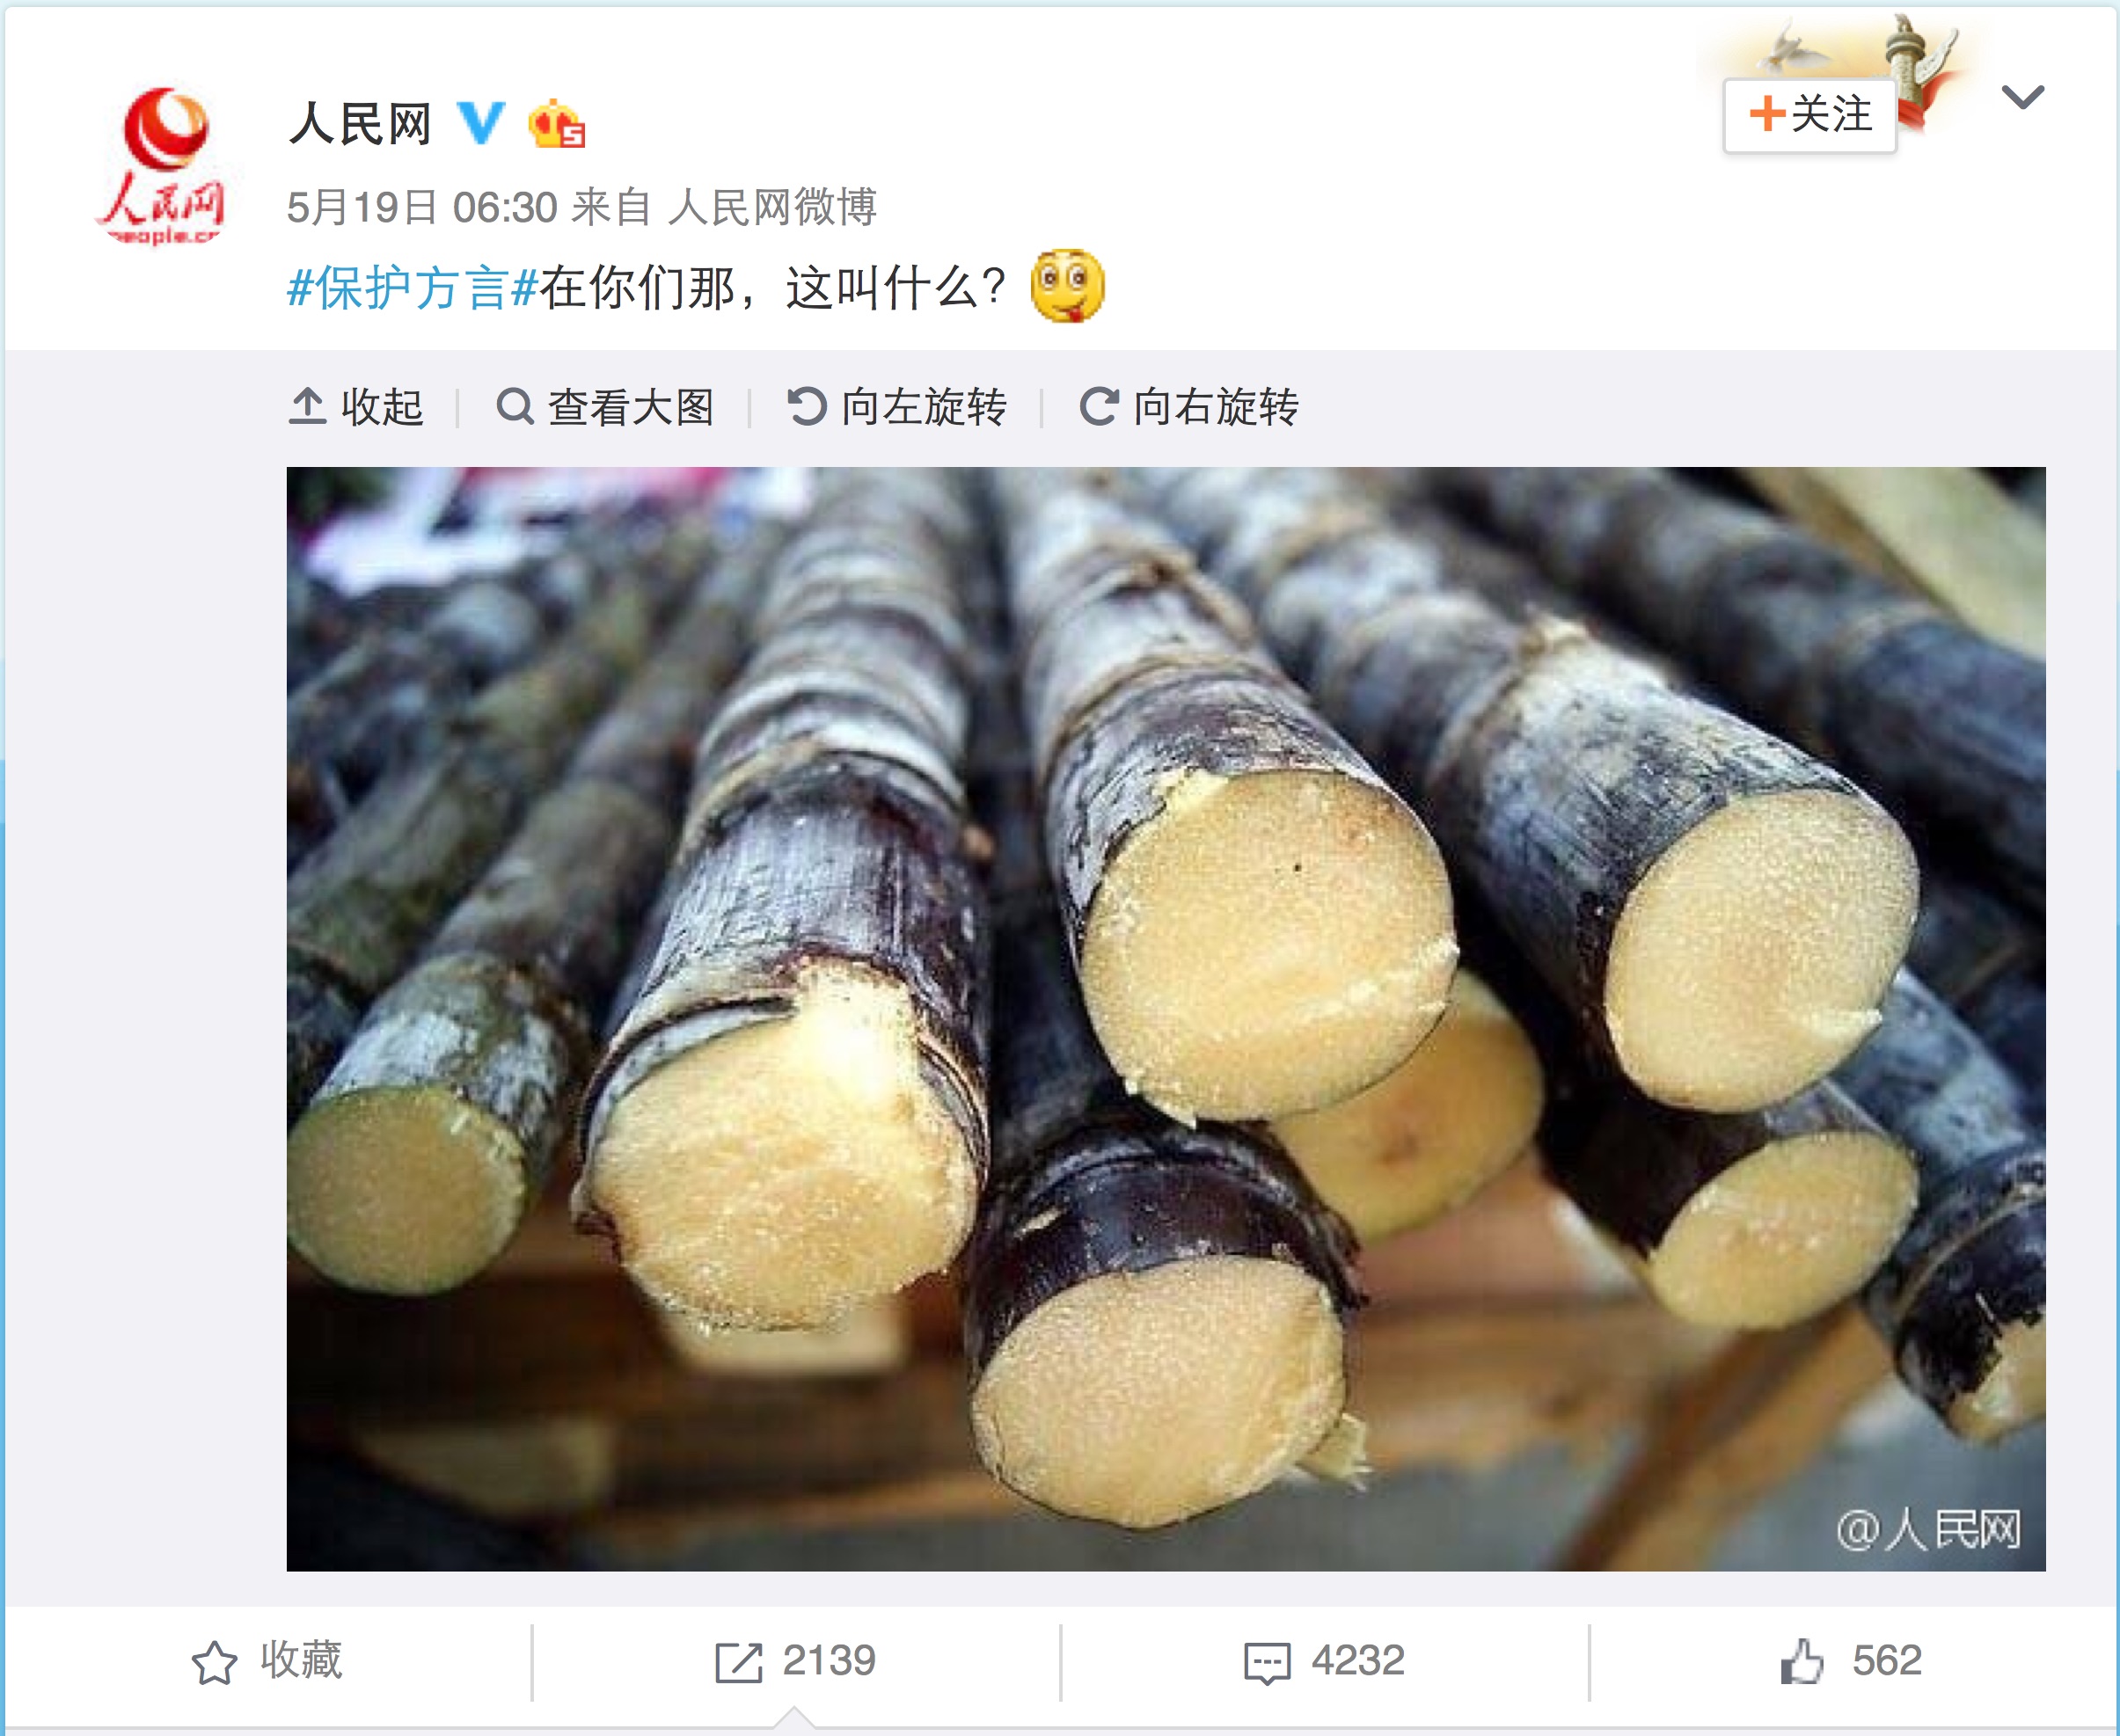 人民网
5
人民网
people.cn
+关注
5月19日 06:30 来自 人民网微博
#保护方言#在你们那，这叫什么？
收起 查看大图 向左旋转 向右旋转
@人民网
收藏 2139 4232 562